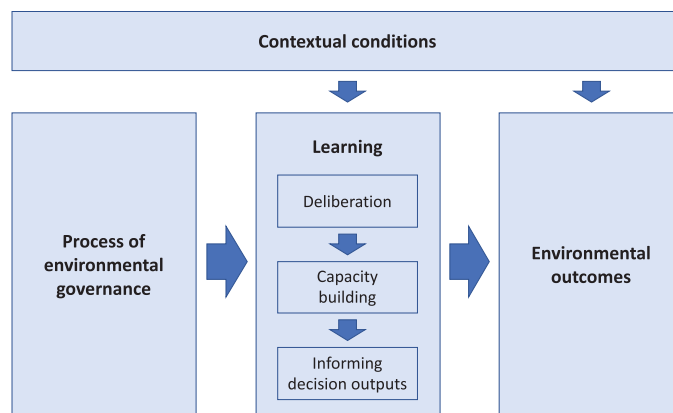 Contextual conditions
Process of
environmental
governance
Learning
Deliberation
Capacity
building
Informing
decision outputs
Environmental
outcomes